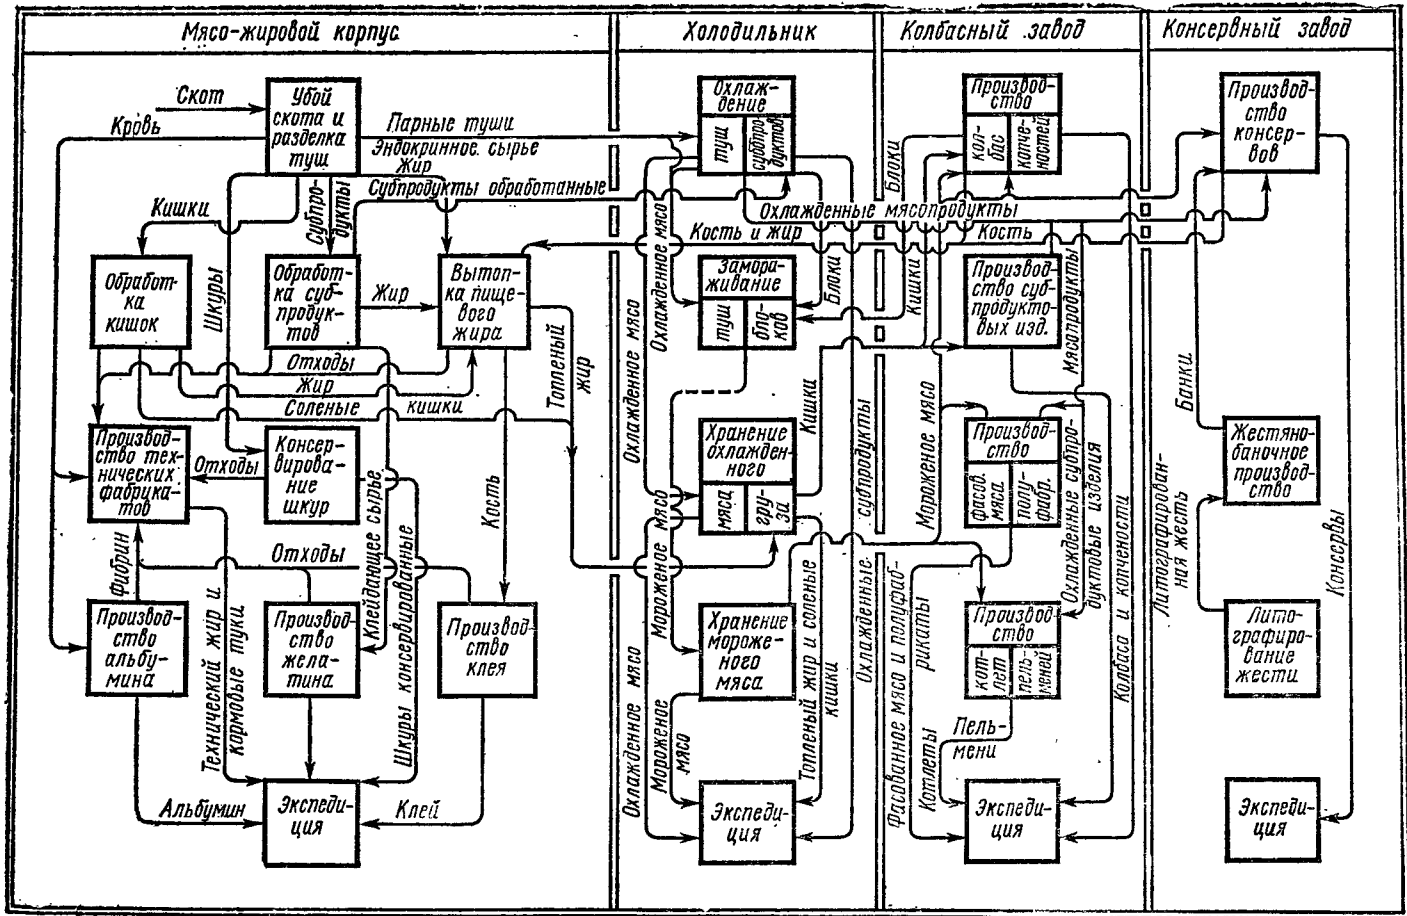 Мясо-жировой корпус
Холодильник
Колбасный завод
Консервный завод
Скот
Кровь
Убой
скота и
разделка
туш
Парные туши
Эндокринное сырье
Жир
Субпродукты обработанные
Кишки
Шкуры
Субпро-
дукты
Обработ-
ка
кишок
Обработ-
ка суб-
продук-
тов
Жир
Вытоп-
ка пище-
вого
жира
Отходы
Жир
Соленые кишки
Топленый
жир
Производ-
ство тех-
нических
фабрика-
тов
Отходы
Консер-
вирова-
ние
шкур
Клейдающее сырье
Кость
Фибрин
Отходы
Производ-
ство
альбу-
мина
Производ-
ство
жела-
тина
Производ-
ство
клея
Технический жир и
кормовые туки
Шкуры консервированные
Альбумин
Экспеди-
ция
Клей
Охлаж-
дение
туш
субпро-
дуктов
Охлажденные мясопродукты
Кость и жир
Кость
Охлажденное мясо
Охлажденное мясо
Замора-
живание
туш
бло-
ков
Блоки
Блоки
Кишки
Кишки
Хранение
охлажден-
ного
мяса
гру-
за
Мороженое мясо
Мороженое мясо
Хранение
мороже-
ного
мяса
Охлажденное мясо
Мороженое
мясо
Топленый жир и соленые
кишки
Охлажденные субпродукты
Экспеди-
ция
Производ-
ство
кол-
бас
копче-
ностей
Производ-
ство суб-
продукто-
вых изд.
Мясопродукты
Производ-
ство
фасов.
мяса
полу-
фабр.
Охлажденные субпро-
дуктовые изделия
Производ-
ство
кот-
лет
пель-
меней
Фасованное мясо и полуфаб-
рикаты
Котлеты
Пель-
мени
Колбаса и копчености
Экспеди-
ция
Производ-
ство
консер-
вов
Банки
Жестяно-
баночное
производ-
ство
Литографирован-
ная жесть
Лито-
графиро-
вание
жести
Консервы
Экспеди-
ция